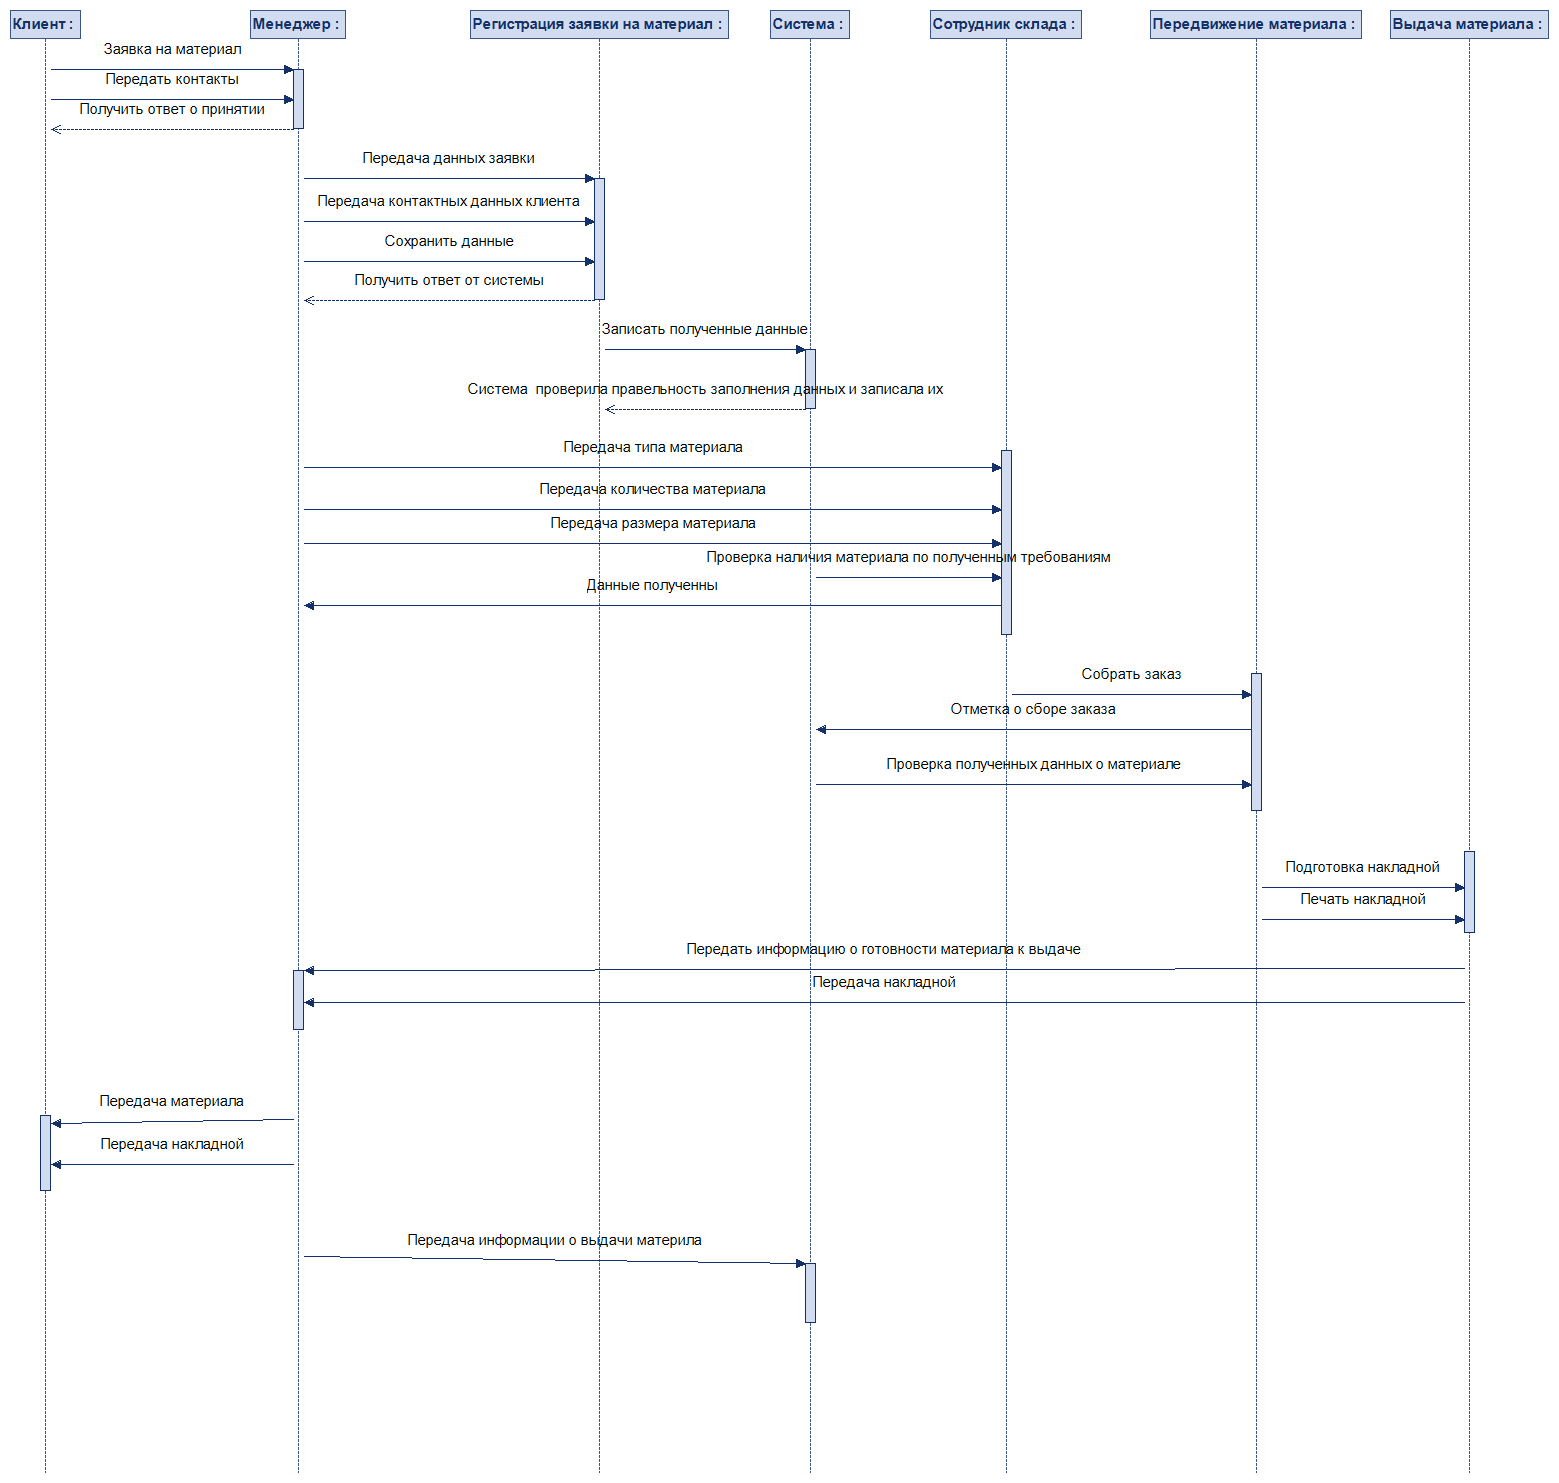 Клиент :
Менеджер :
Регистрация заявки на материал :
Система :
Сотрудник склада :
Передвижение материала :
Выдача материала :
Заявка на материал
Передать контакты
Получить ответ о принятии
Передача данных заявки
Передача контактных данных клиента
Сохранить данные
Получить ответ от системы
Записать полученные данные
Система  проверила правельность заполнения данных и записала их
Передача типа материала
Передача количества материала
Передача размера материала
Проверка наличия материала по полученным требованиям
Данные полученны
Собрать заказ
Отметка о сборе заказа
Проверка полученных данных о материале
Подготовка накладной
Печать накладной
Передать информацию о готовности материала к выдаче
Передача накладной
Передача материала
Передача накладной
Передача информации о выдачи материла